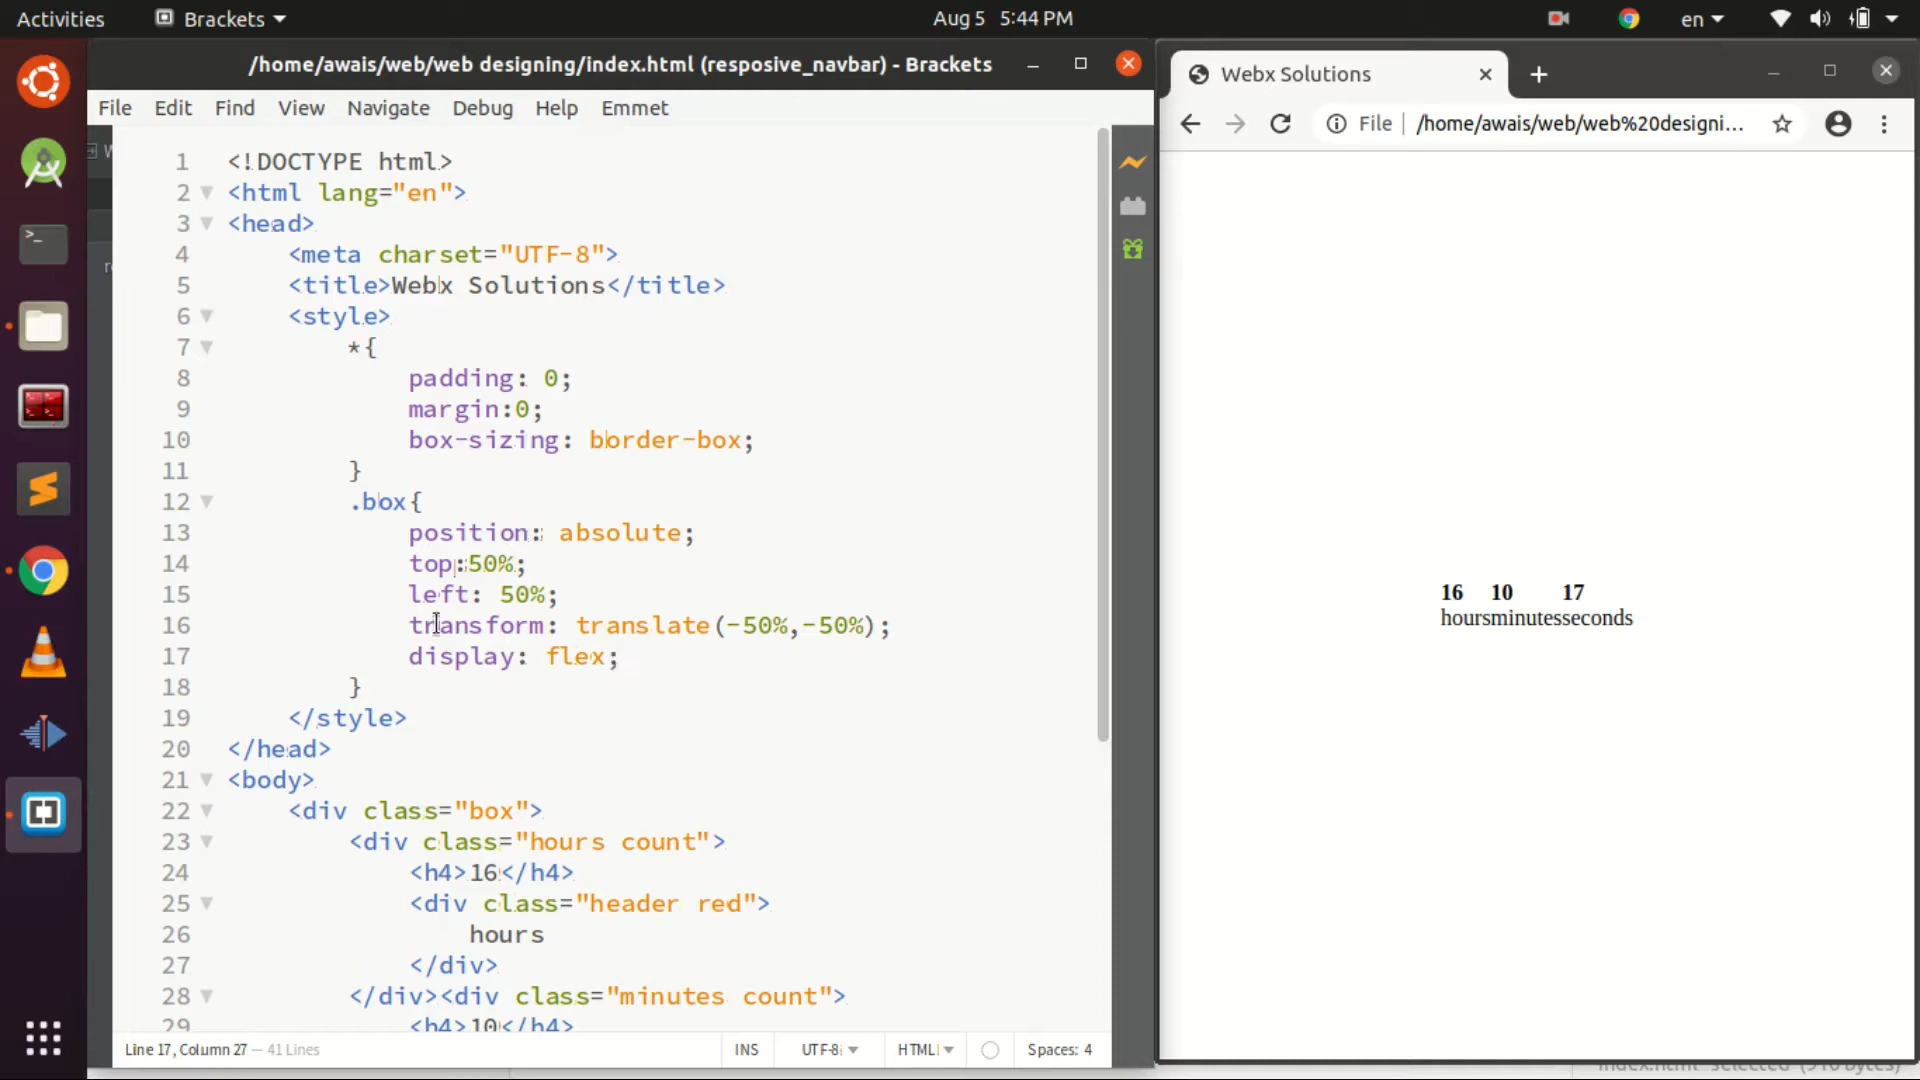 Activities
Brackets
Aug 5 5:44 PM
en
/home/awais/web/web designing/index.html (resposive_navbar) - Brackets
File Edit Find View Navigate Debug Help Emmet
1 <!DOCTYPE html>
2 <html lang="en">
3 <head>
4 <meta charset="UTF-8">
5 <title>Webx Solutions</title>
6 <style>
7 *{
8 padding: 0;
9 margin:0;
10 box-sizing: border-box;
11 }
12 .box{
13 position: absolute;
14 top:50%;
15 left: 50%;
16 transform: translate(-50%,-50%);
17 display: flex;
18 }
19 </style>
20 </head>
21 <body>
22 <div class="box">
23 <div class="hours count">
24 <h4>16</h4>
25 <div class="header red">
26 hours
27 </div>
28 </div><div class="minutes count">
29 <h4>10</h4>
Line 17, Column 27 — 41 Lines
INS UTF-8 HTML Spaces: 4
Webx Solutions
File /home/awais/web/web%20designi...
16 10 17
hoursminutesseconds